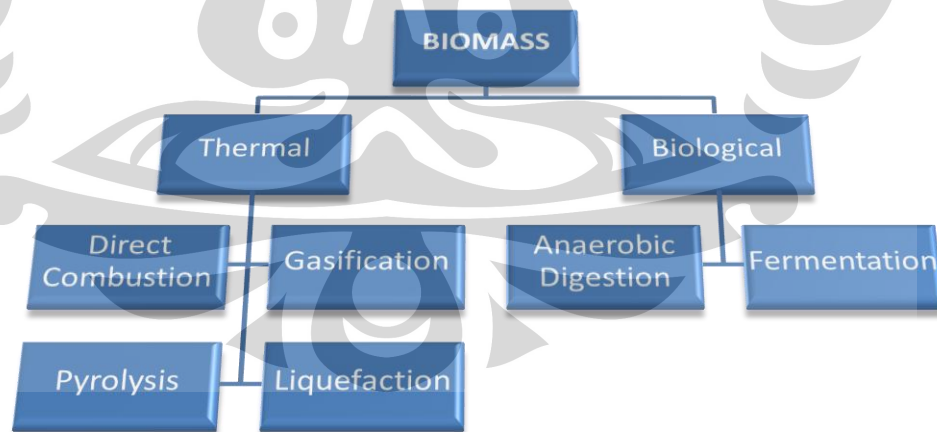 BIOMASS
Thermal
Biological
Direct
Combustion
Gasification
Anaerobic
Digestion
Fermentation
Pyrolysis
Liquefaction